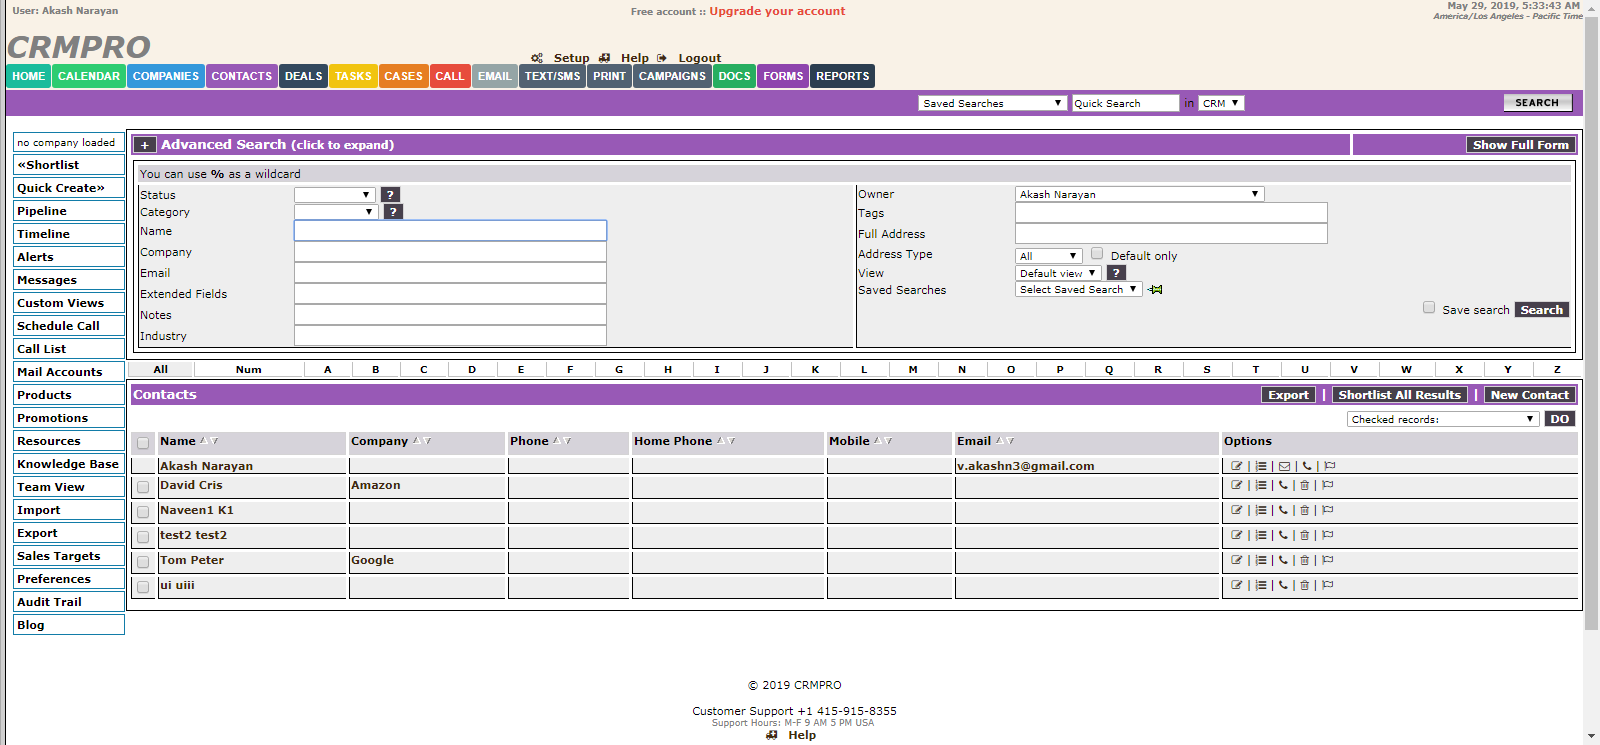 User: Akash Narayan
Free account :: Upgrade your account
May 29, 2019, 5:33:43 AM
America/Los Angeles - Pacific Time
CRMPRO
Setup Help Logout
HOME CALENDAR COMPANIES CONTACTS DEALS TASKS CASES CALL EMAIL TEXT/SMS PRINT CAMPAIGNS DOCS FORMS REPORTS
Saved Searches Quick Search in CRM SEARCH
no company loaded
«Shortlist
Quick Create»
Pipeline
Timeline
Alerts
Messages
Custom Views
Schedule Call
Call List
Mail Accounts
Products
Promotions
Resources
Knowledge Base
Team View
Import
Export
Sales Targets
Preferences
Audit Trail
Blog
+ Advanced Search (click to expand) Show Full Form
You can use % as a wildcard
Status ?
Category ?
Name
Company
Email
Extended Fields
Notes
Industry
Owner Akash Narayan
Tags
Full Address
Address Type All Default only
View Default view ?
Saved Searches Select Saved Search
Save search Search
All Num A B C D E F G H I J K L M N O P Q R S T U V W X Y Z
Contacts Export | Shortlist All Results | New Contact
Checked records: DO
Name Company Phone Home Phone Mobile Email Options
Akash Narayan v.akashn3@gmail.com | | | |
David Cris Amazon | | | |
Naveen1 K1 | | | |
test2 test2 | | | |
Tom Peter Google | | | |
ui uiii | | | |
© 2019 CRMPRO
Customer Support +1 415-915-8355
Support Hours: M-F 9 AM 5 PM USA
Help